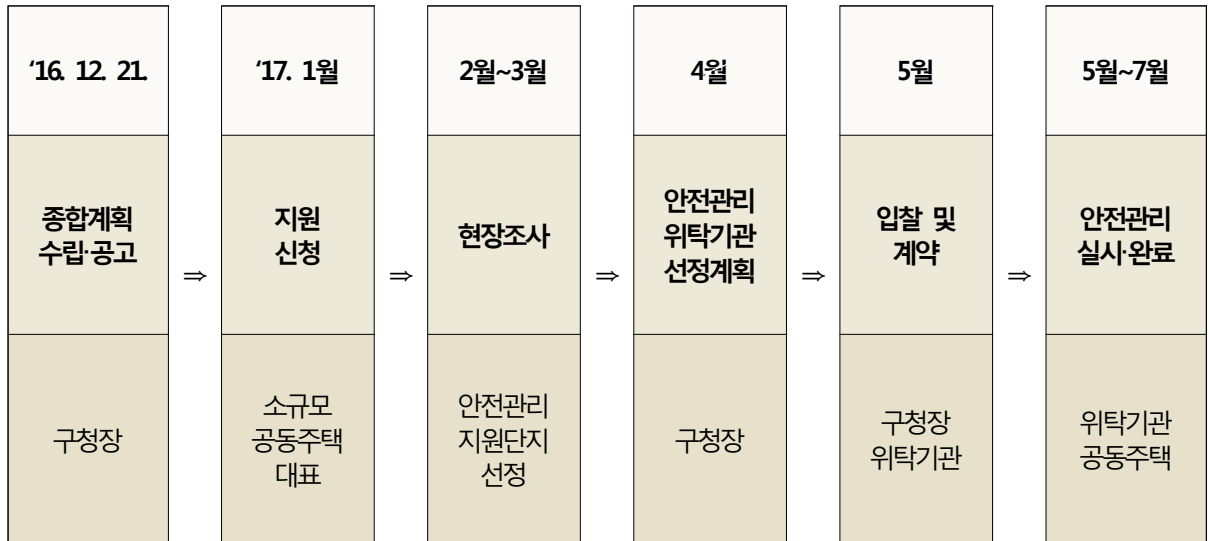 ‘16. 12. 21.
종합계획
수립·공고
구청장
⇒
‘17. 1월
지원
신청
소규모
공동주택
대표
⇒
2월~3월
현장조사
안전관리
지원단지
선정
⇒
4월
안전관리
위탁기관
선정계획
구청장
⇒
5월
입찰 및
계약
구청장
위탁기관
⇒
5월~7월
안전관리
실시·완료
위탁기관
공동주택